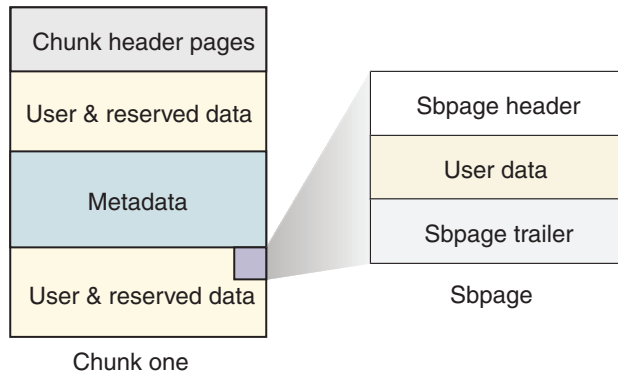 Chunk header pages
User & reserved data
Metadata
User & reserved data
Chunk one
Sbpage header
User data
Sbpage trailer
Sbpage